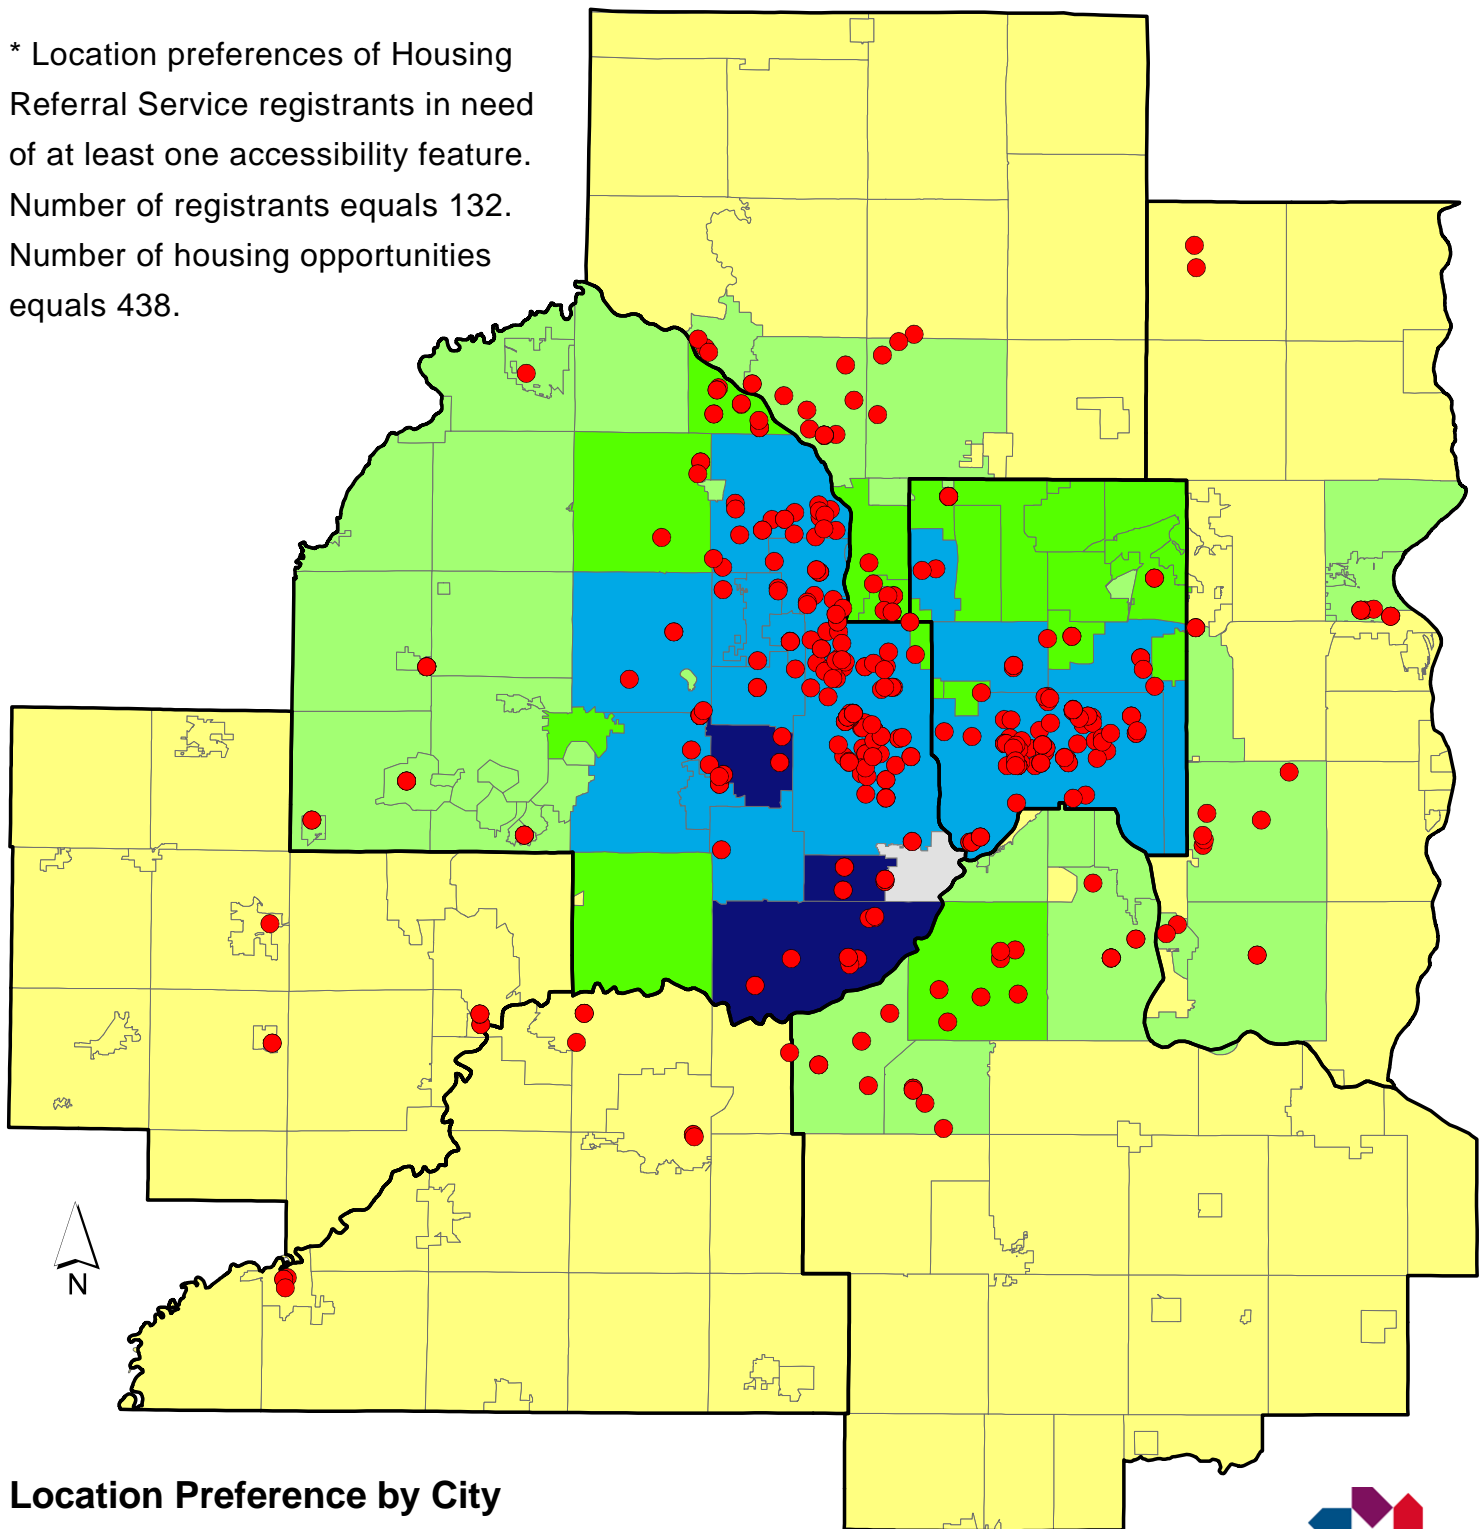 * Location preferences of Housing
Referral Service registrants in need
of at least one accessibility feature.
Number of registrants equals 132.
Number of housing opportunities
equals 438.
N
Location Preference by City